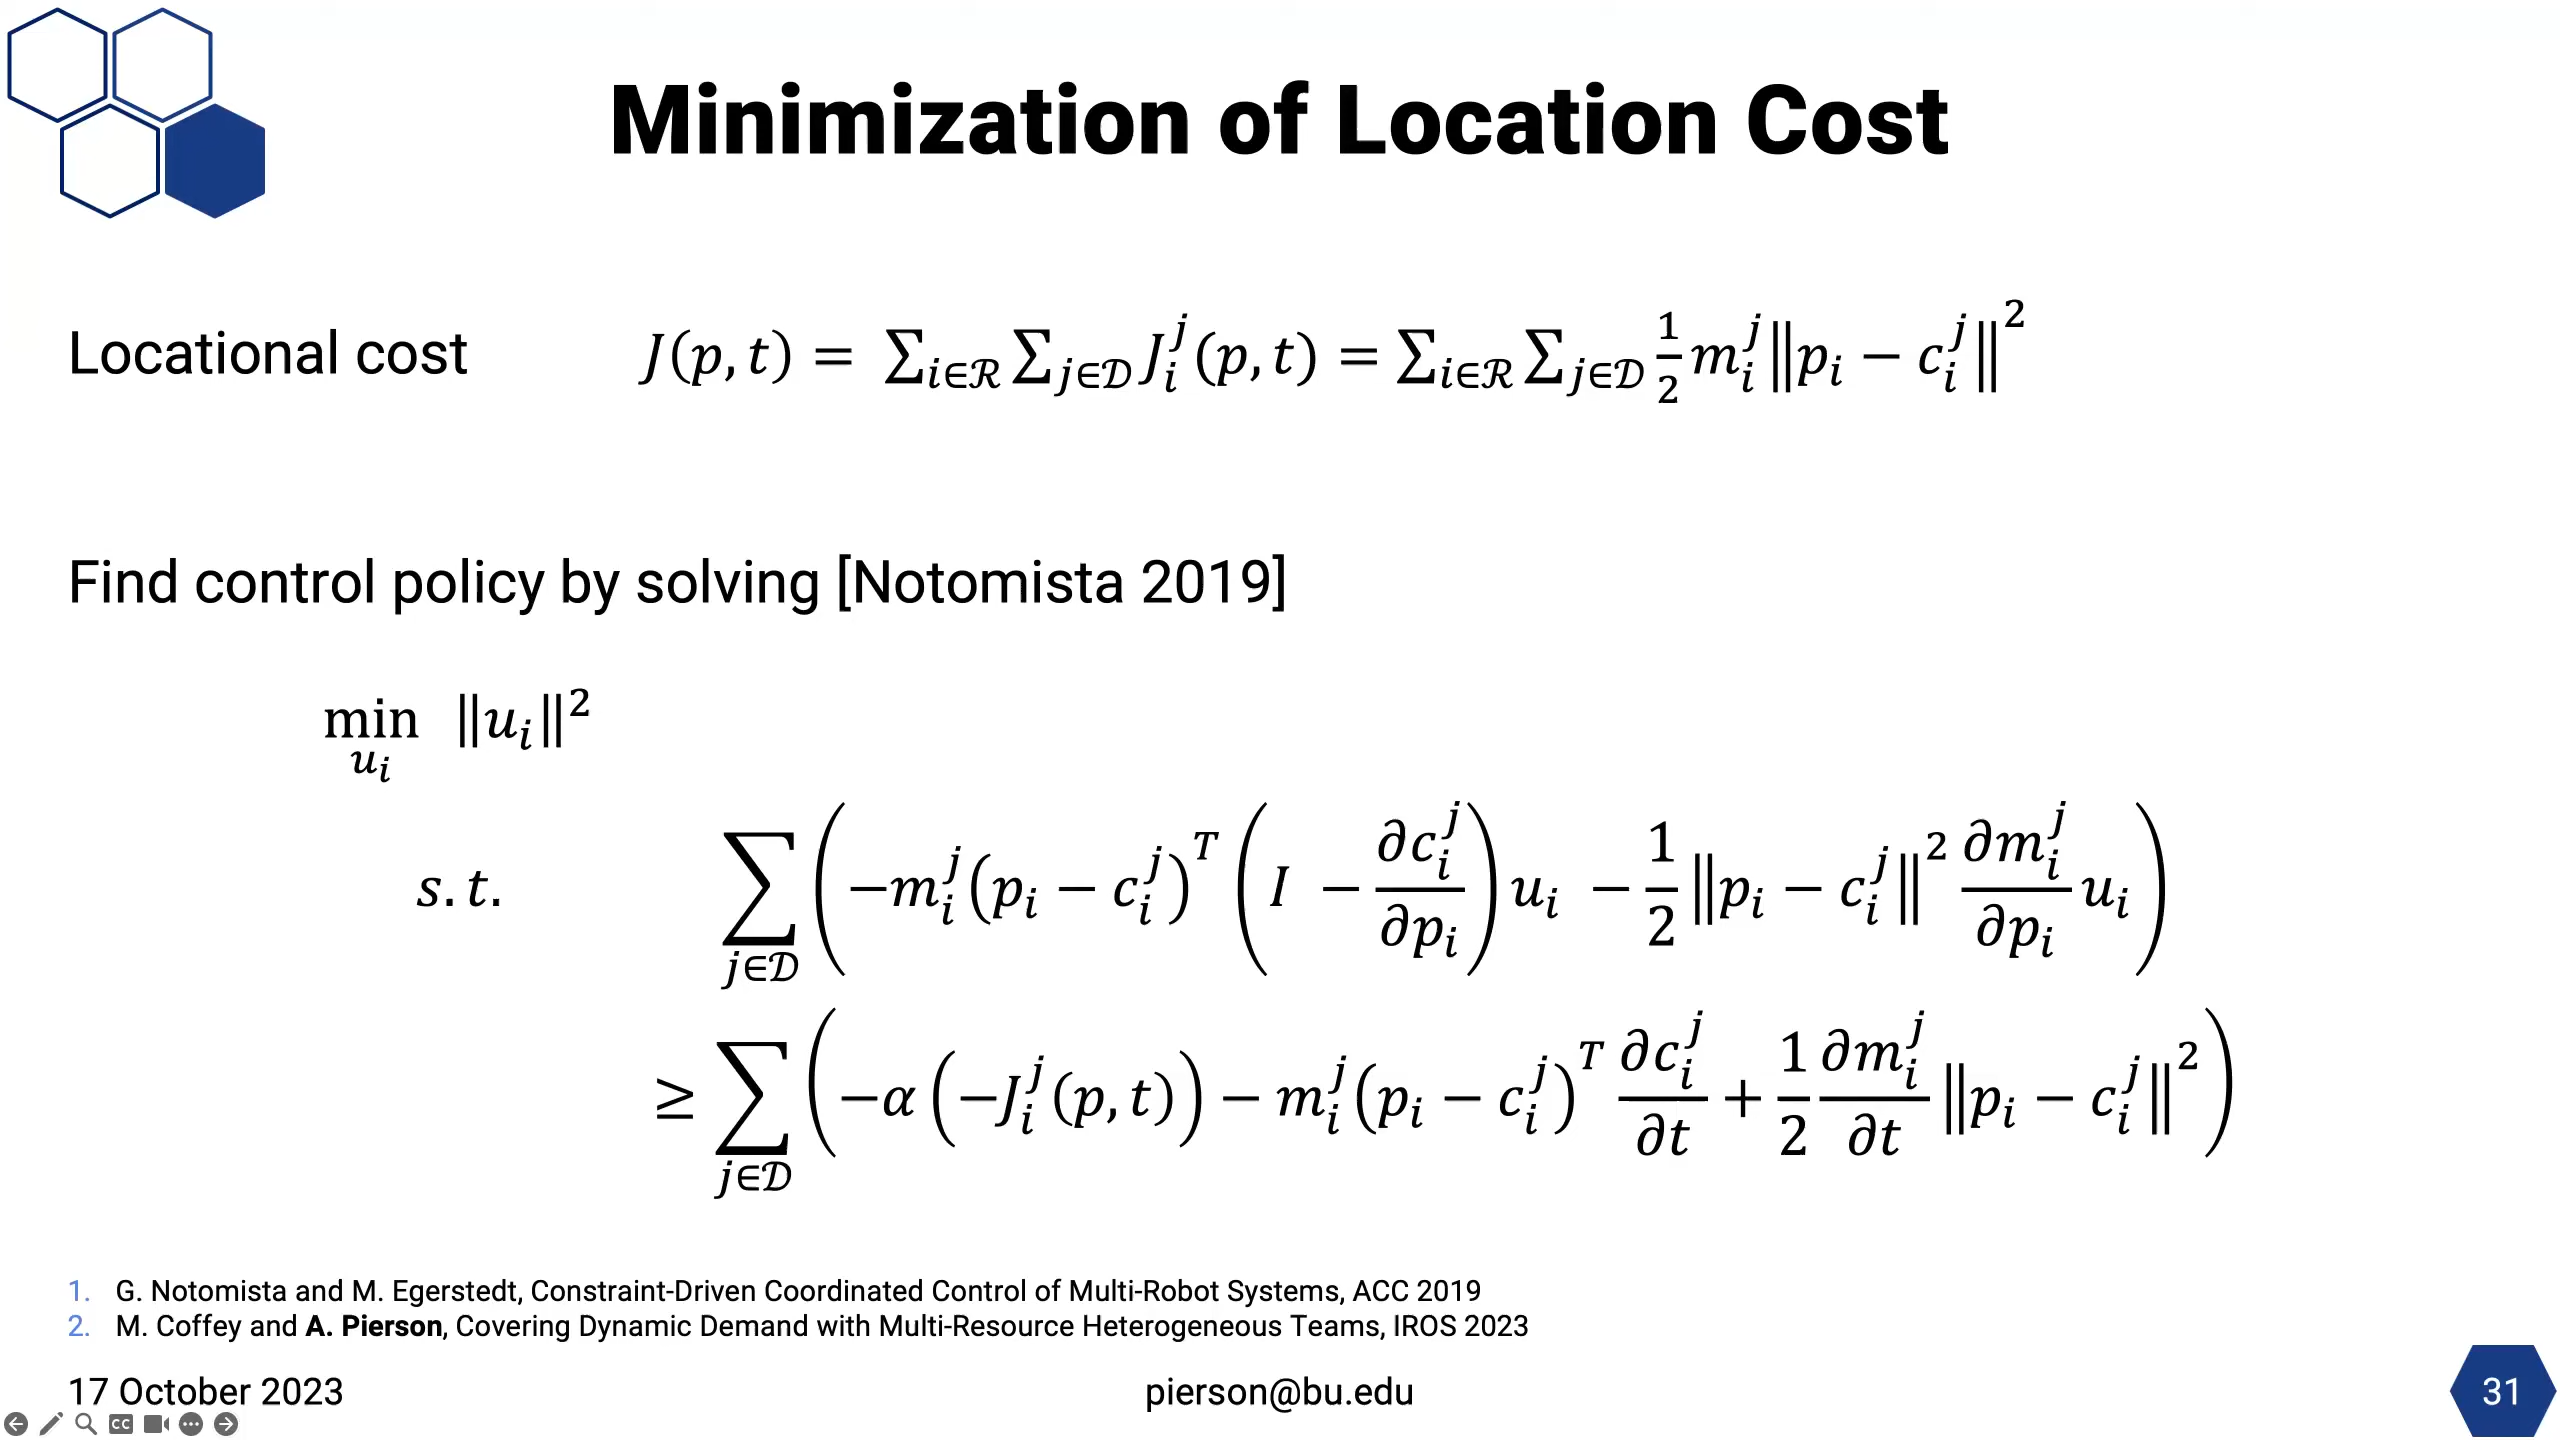 Minimization of Location Cost
Locational cost J(p, t) = ∑_{i∈ℛ} ∑_{j∈𝒟} J_i^j (p, t) = ∑_{i∈ℛ} ∑_{j∈𝒟} 1/2 m_i^j ‖p_i − c_i^j‖^2
Find control policy by solving [Notomista 2019]
min_{u_i} ‖u_i‖^2
s.t. ∑_{j∈𝒟} ( −m_i^j (p_i − c_i^j)^T ( I − ∂c_i^j/∂p_i ) u_i − 1/2 ‖p_i − c_i^j‖^2 ∂m_i^j/∂p_i u_i )
≥ ∑_{j∈𝒟} ( −α ( −J_i^j (p, t) ) − m_i^j (p_i − c_i^j)^T ∂c_i^j/∂t + 1/2 ∂m_i^j/∂t ‖p_i − c_i^j‖^2 )
1. G. Notomista and M. Egerstedt, Constraint-Driven Coordinated Control of Multi-Robot Systems, ACC 2019
2. M. Coffey and A. Pierson, Covering Dynamic Demand with Multi-Resource Heterogeneous Teams, IROS 2023
17 October 2023 pierson@bu.edu 31
CC